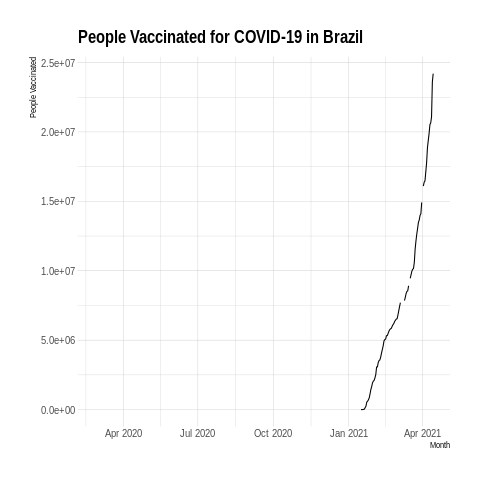 People Vaccinated for COVID-19 in Brazil
People Vaccinated
2.5e+07
2.0e+07
1.5e+07
1.0e+07
5.0e+06
0.0e+00
Apr 2020 Jul 2020 Oct 2020 Jan 2021 Apr 2021
Month